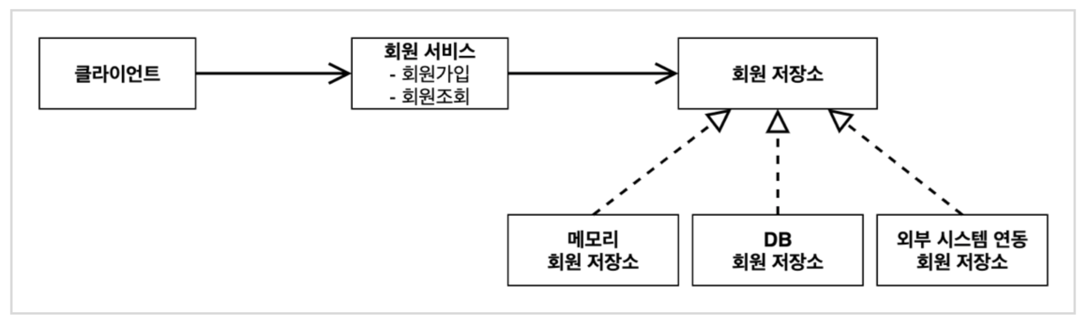 클라이언트
회원 서비스
- 회원가입
- 회원조회
회원 저장소
메모리
회원 저장소
DB
회원 저장소
외부 시스템 연동
회원 저장소